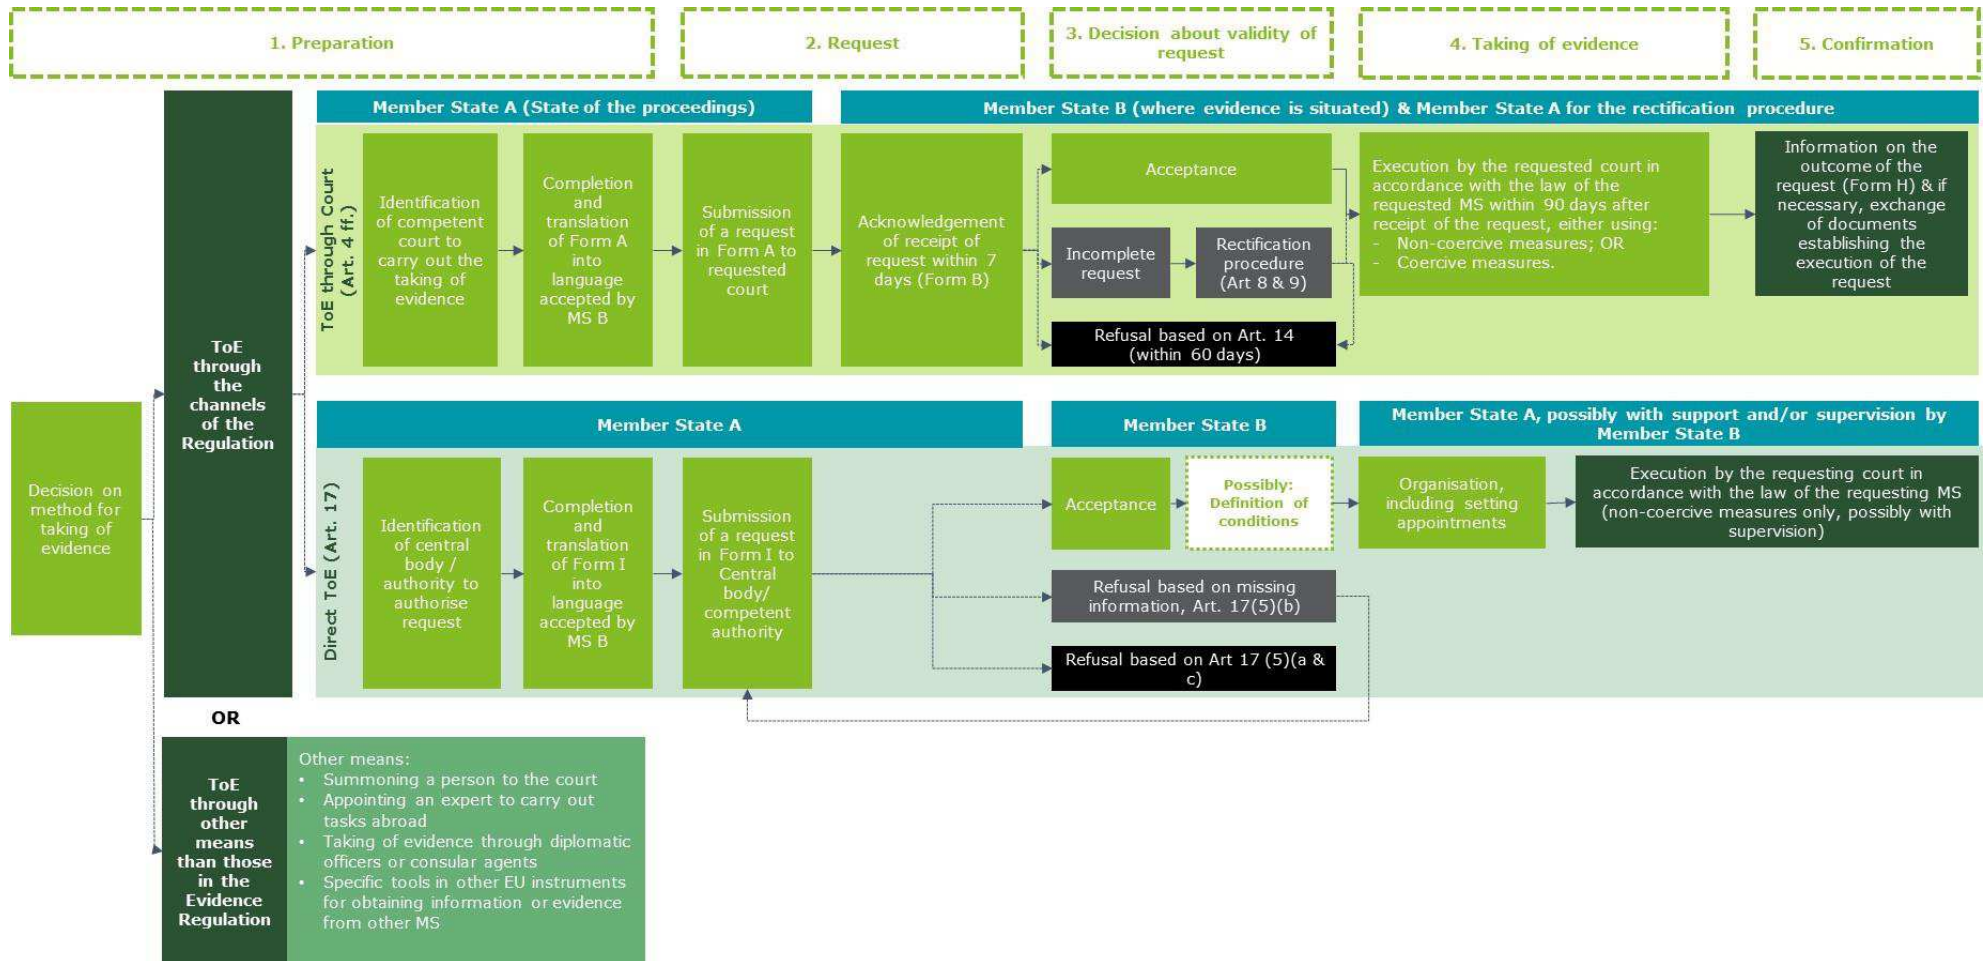 1. Preparation
2. Request
3. Decision about validity of
request
4. Taking of evidence
5. Confirmation
Member State A (State of the proceedings)
Member State B (where evidence is situated) & Member State A for the rectification procedure
ToE through Court
(Art. 4 ff.)
Identification
of competent
court to
carry out the
taking of
evidence
Completion
and
translation
of Form A
into
language
accepted by
MS B
Submission
of a request
in Form A to
requested
court
Acknowledgement
of receipt of
request within 7
days (Form B)
Acceptance
Incomplete
request
Rectification
procedure
(Art 8 & 9)
Refusal based on Art. 14
(within 60 days)
Execution by the requested court in
accordance with the law of the
requested MS within 90 days after
receipt of the request, either using:
- Non-coercive measures; OR
- Coercive measures.
Information on the
outcome of the
request (Form H) & if
necessary, exchange
of documents
establishing the
execution of the
request
Decision on
method for
taking of
evidence
ToE
through
the
channels
of the
Regulation
Member State A
Member State B
Member State A, possibly with support and/or supervision by
Member State B
Direct ToE (Art. 17)
Identification
of central
body /
authority to
authorise
request
Completion
and
translation
of Form I
into
language
accepted by
MS B
Submission
of a request
in Form I to
Central
body/
competent
authority
Acceptance
Possibly:
Definition of
conditions
Refusal based on missing
information, Art. 17(5)(b)
Refusal based on Art 17 (5)(a &
c)
Organisation,
including setting
appointments
Execution by the requesting court in
accordance with the law of the requesting MS
(non-coercive measures only, possibly with
supervision)
OR
ToE
through
other
means
than those
in the
Evidence
Regulation
Other means:
• Summoning a person to the court
• Appointing an expert to carry out
tasks abroad
• Taking of evidence through diplomatic
officers or consular agents
• Specific tools in other EU instruments
for obtaining information or evidence
from other MS